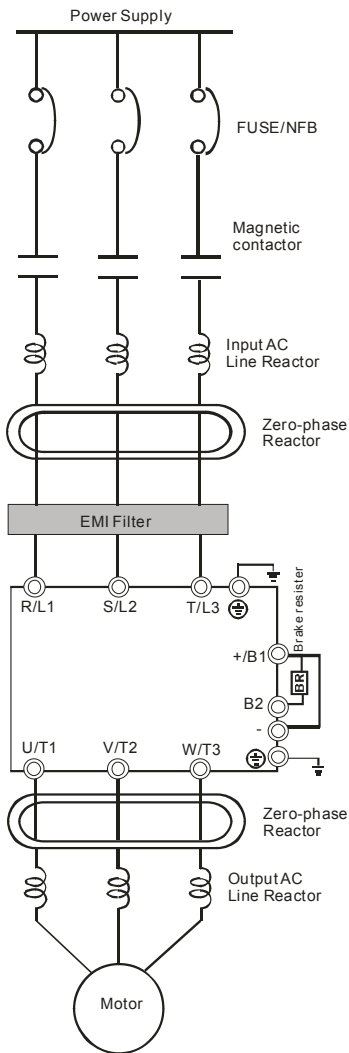 Power Supply
FUSE/NFB
Magnetic
contactor
Input AC
Line Reactor
Zero-phase
Reactor
EMI Filter
R/L1
S/L2
T/L3
Brake resister
+/B1
BR
B2
-
U/T1
V/T2
W/T3
Zero-phase
Reactor
Output AC
Line Reactor
Motor